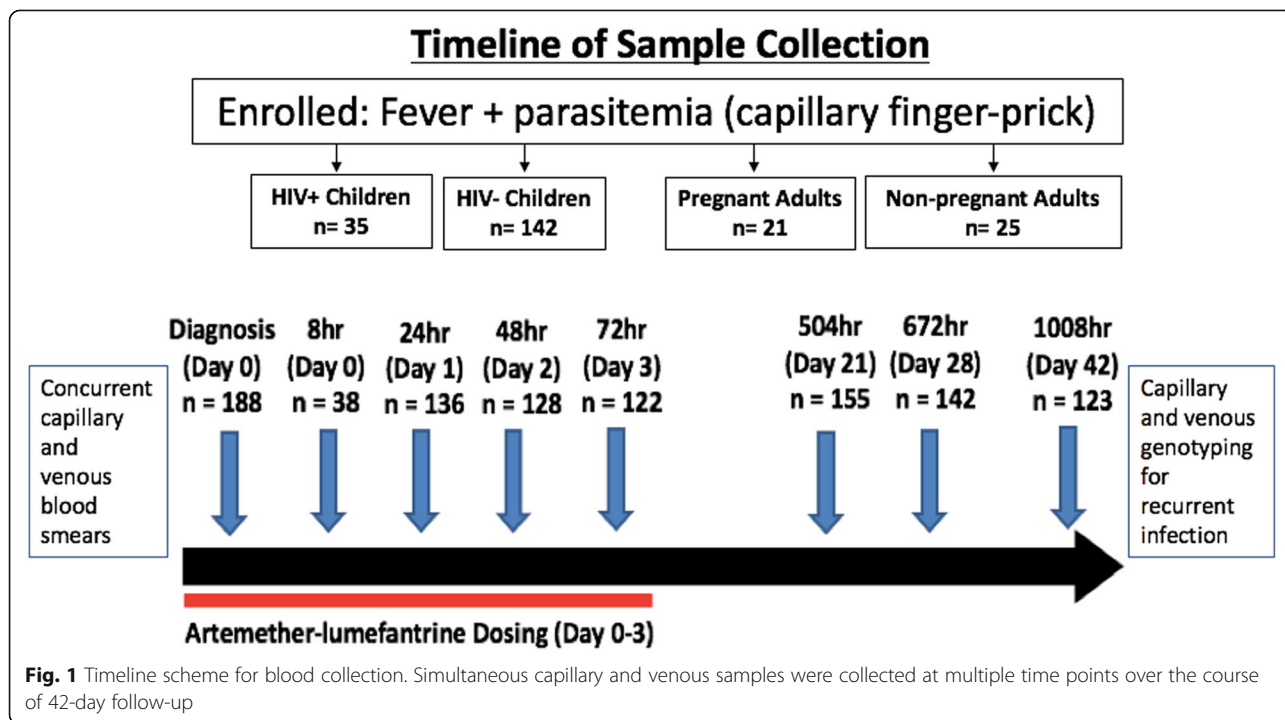 Timeline of Sample Collection
Enrolled: Fever + parasitemia (capillary finger-prick)
HIV+ Children
n= 35
HIV- Children
n= 142
Pregnant Adults
n= 21
Non-pregnant Adults
n= 25
Concurrent
capillary
and
venous
blood
smears
Diagnosis
(Day 0)
n = 188
8hr
(Day 0)
n = 38
24hr
(Day 1)
n = 136
48hr
(Day 2)
n = 128
72hr
(Day 3)
n = 122
504hr
(Day 21)
n = 155
672hr
(Day 28)
n = 142
1008hr
(Day 42)
n = 123
Capillary
and venous
genotyping
for
recurrent
infection
Artemether-lumefantrine Dosing (Day 0-3)
Fig. 1 Timeline scheme for blood collection. Simultaneous capillary and venous samples were collected at multiple time points over the course
of 42-day follow-up